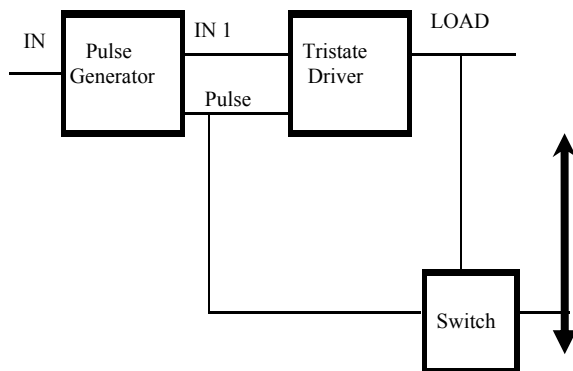 IN
Pulse
Generator
IN 1
Pulse
Tristate
Driver
LOAD
Switch